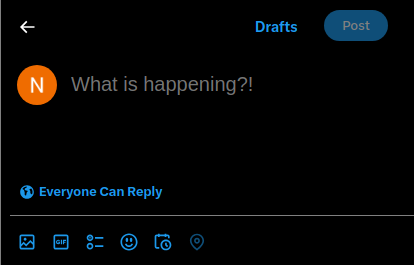 Drafts
Post
N
What is happening?!
Everyone Can Reply
GIF